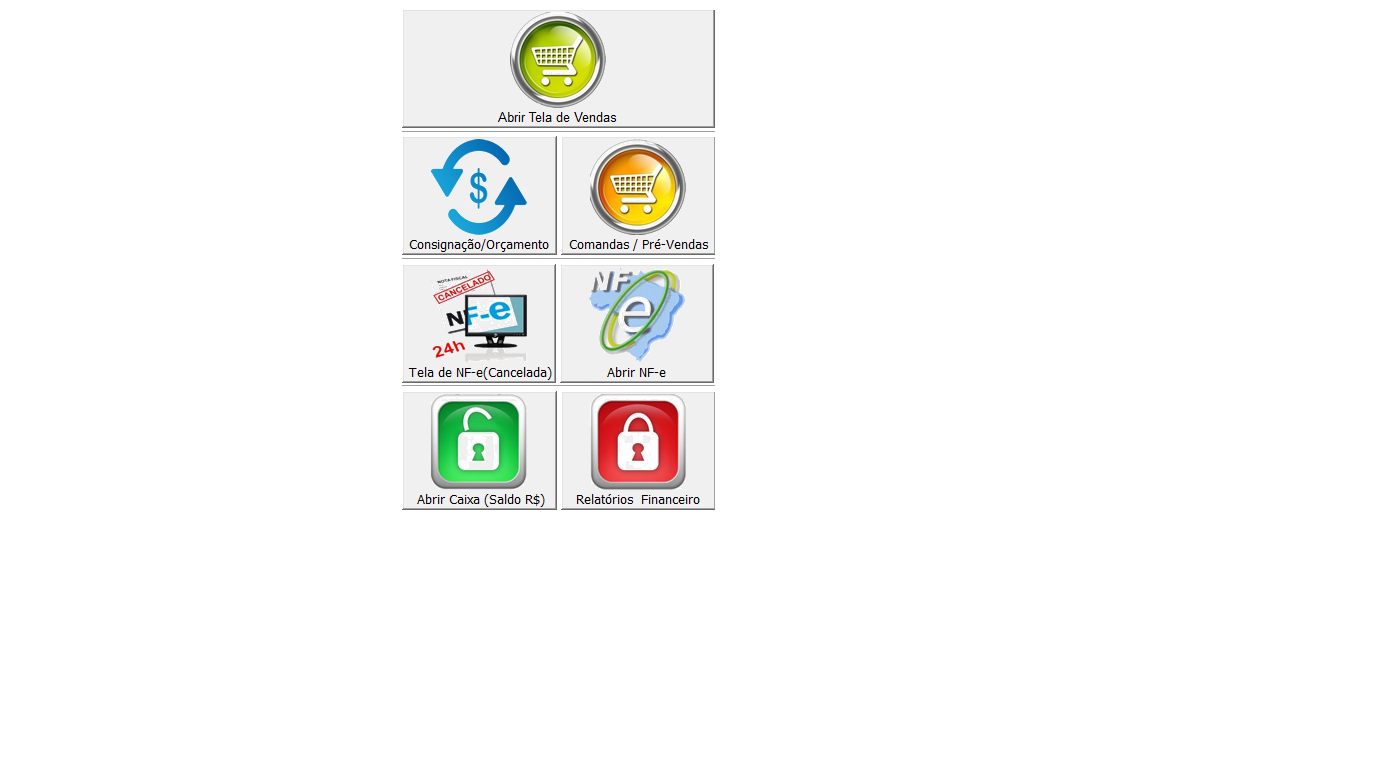 Abrir Tela de Vendas
$
Consignação/Orçamento
Comandas / Pré-Vendas
NOTA FISCAL
CANCELADO
NF-e
24h
Tela de NF-e(Cancelada)
NF
e
Abrir NF-e
Abrir Caixa (Saldo R$)
Relatórios  Financeiro